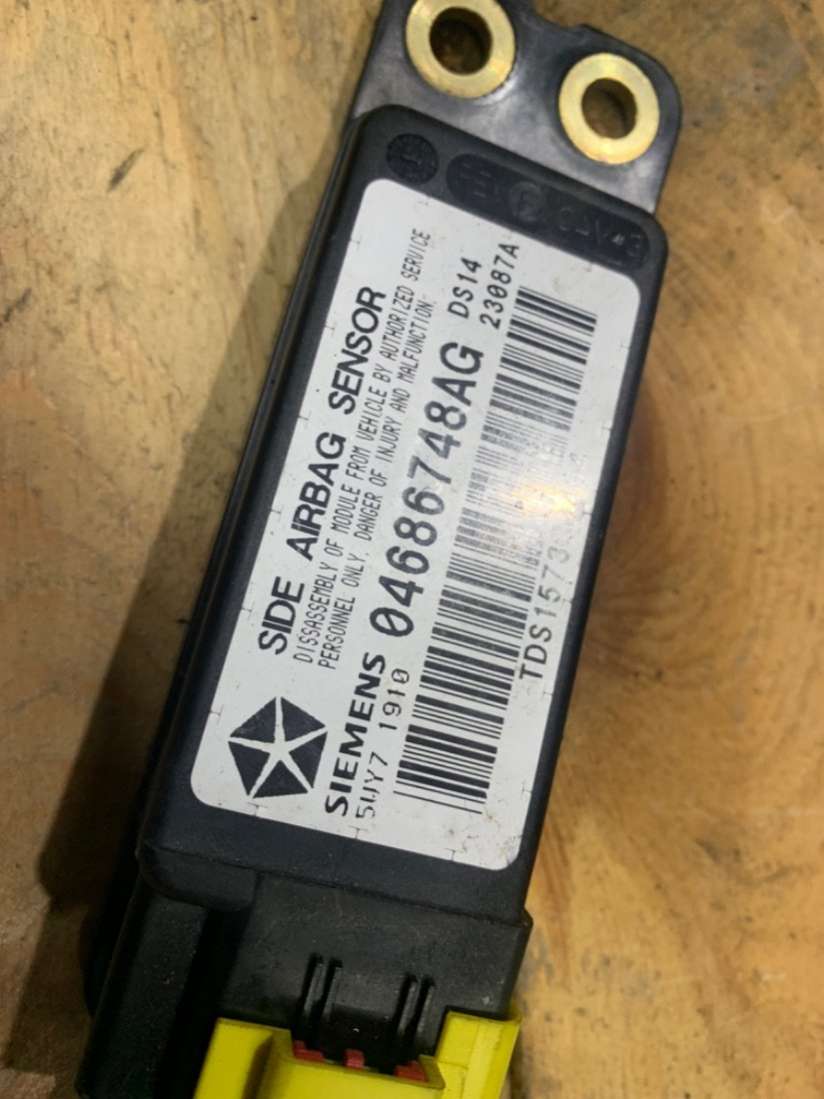 SIDE AIRBAG SENSOR
DISSASSEMBLY OF MODULE FROM VEHICLE BY AUTHORIZED SERVICE
PERSONNEL ONLY. DANGER OF INJURY AND MALFUNCTION.
SIEMENS 04686748AG DS14
5WY7 1910 23087A
TDS1573